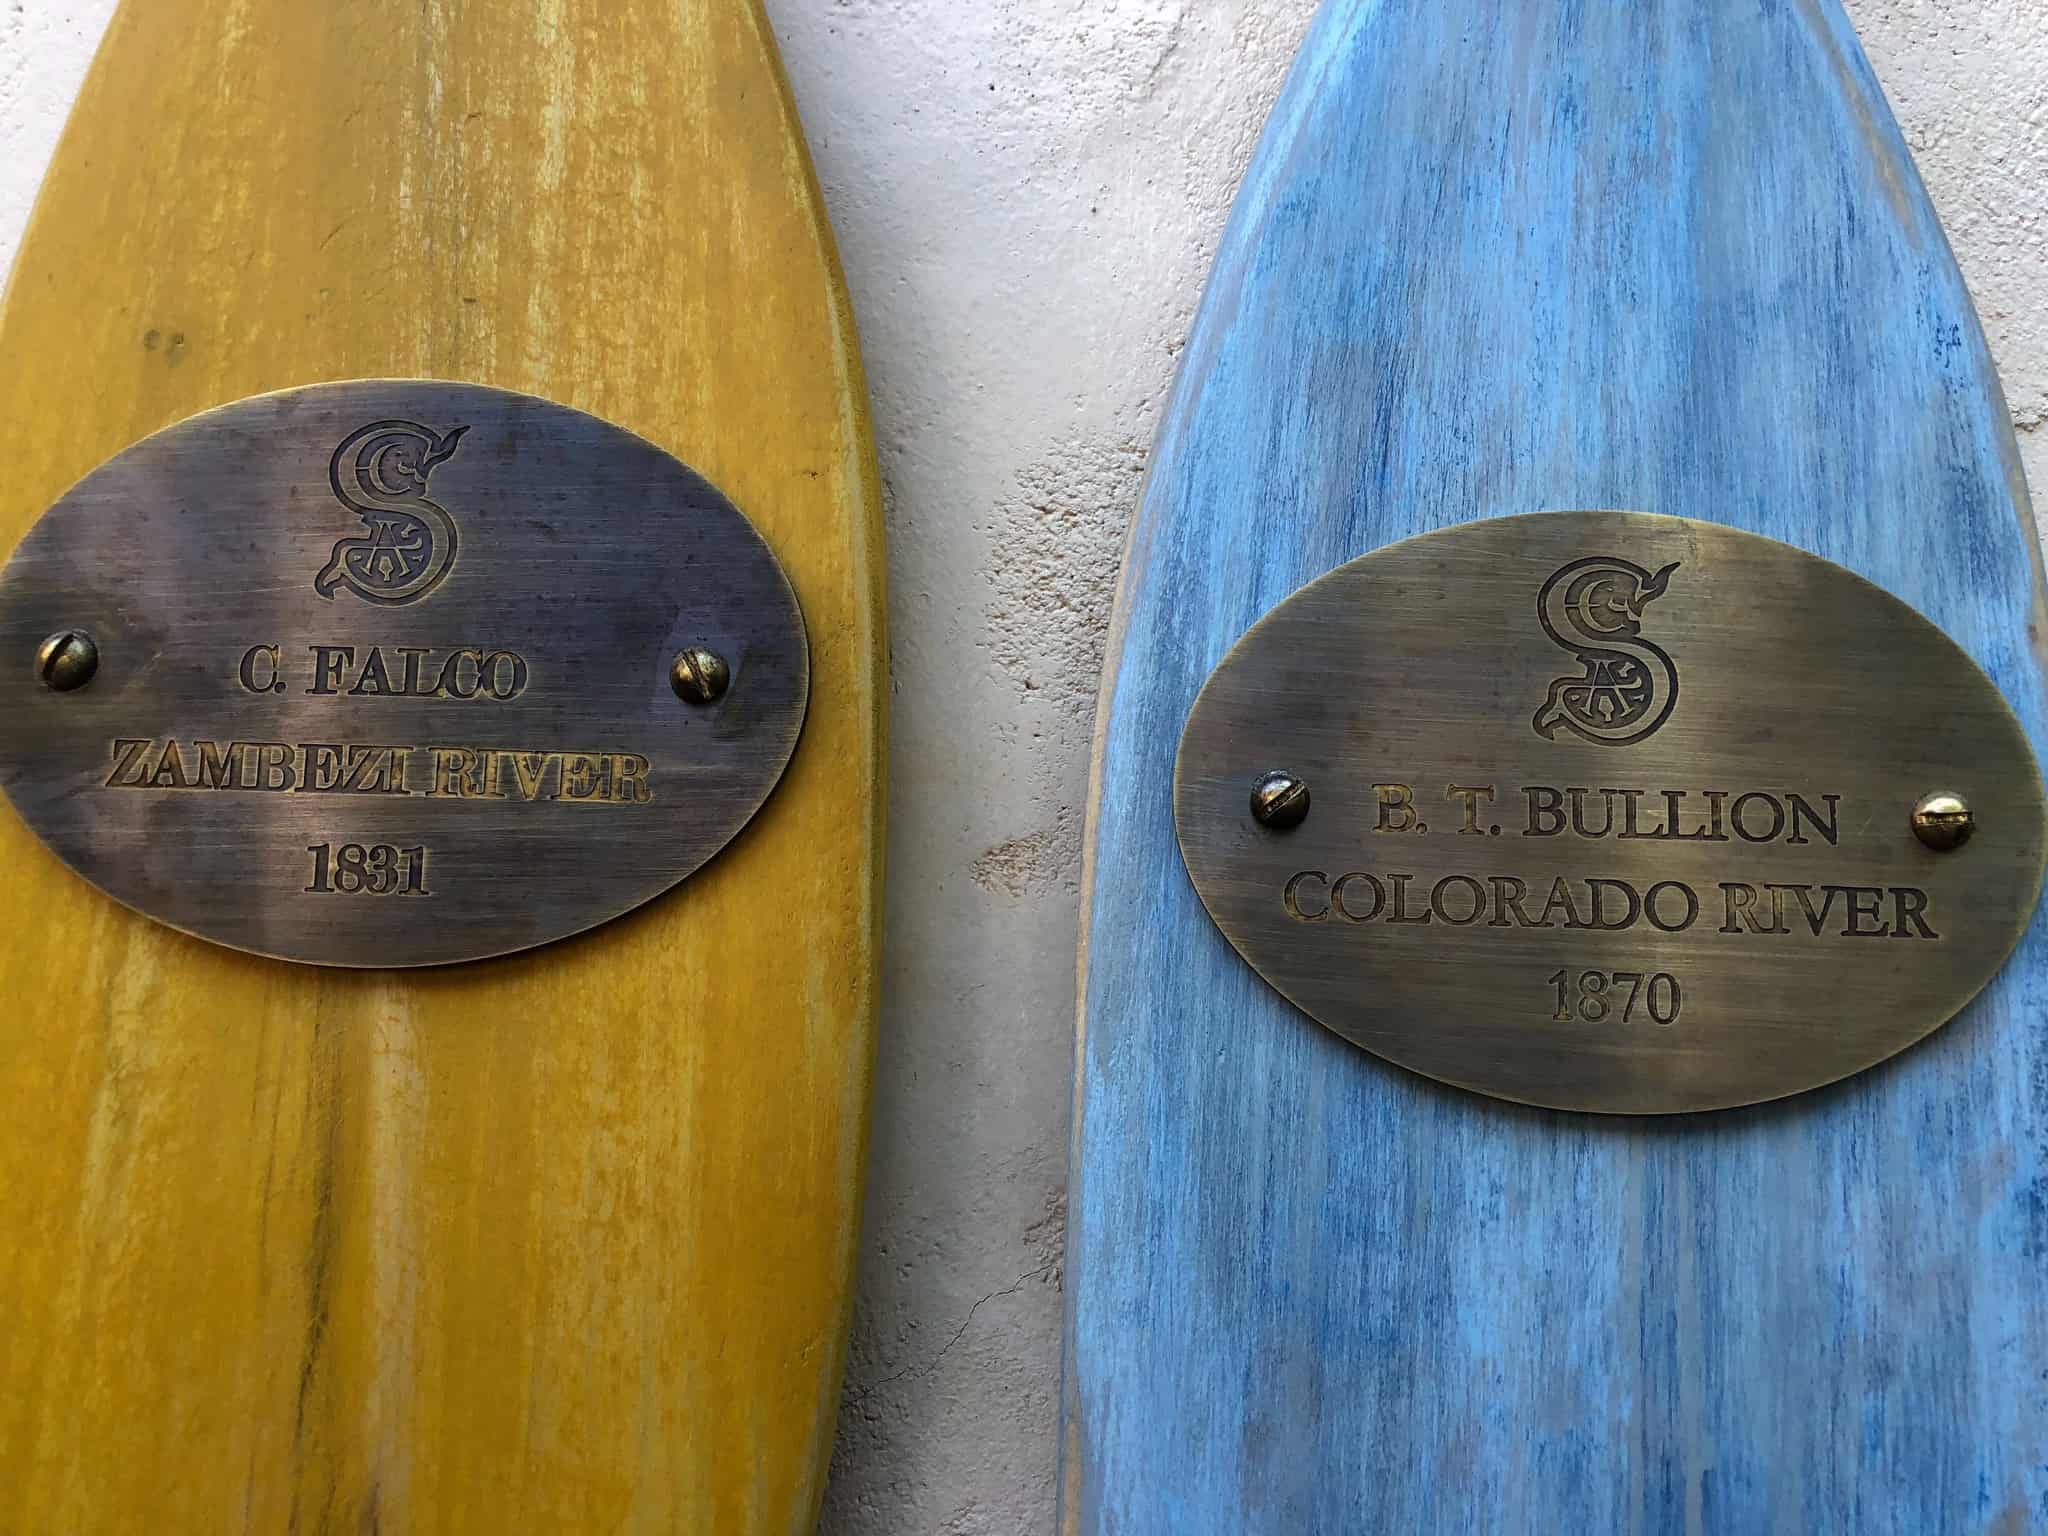 C. FALCO
ZAMBEZI RIVER
1831
B. T. BULLION
COLORADO RIVER
1870